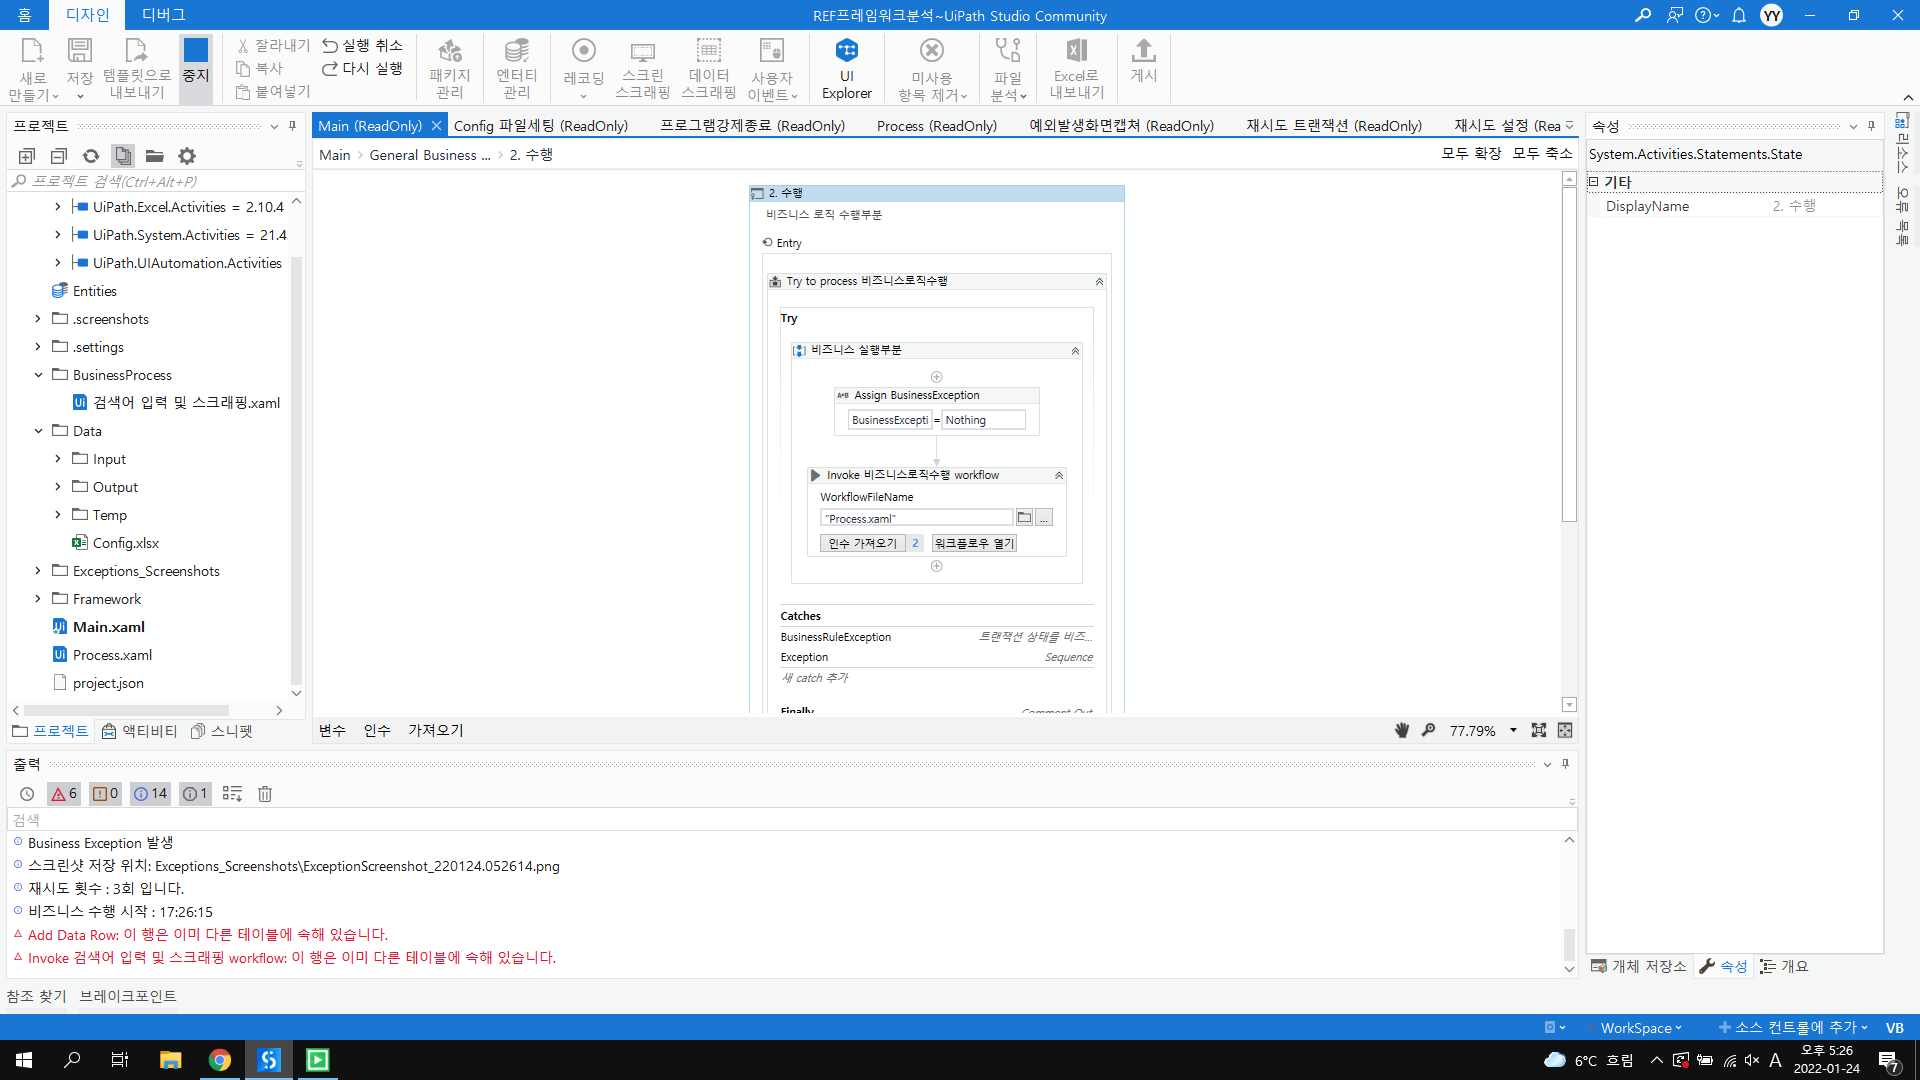 홈 디자인 디버그
REF프레임워크분석~UiPath Studio Community
YY
새로 만들기
저장
템플릿으로 내보내기
중지
잘라내기
복사
붙여넣기
실행 취소
다시 실행
패키지 관리
엔터티 관리
레코딩
스크린 스크래핑
데이터 스크래핑
사용자 이벤트
UI Explorer
미사용 항목 제거
파일 분석
Excel로 내보내기
게시
프로젝트
프로젝트 검색(Ctrl+Alt+P)
UiPath.Excel.Activities = 2.10.4
UiPath.System.Activities = 21.4
UiPath.UIAutomation.Activities
Entities
.screenshots
.settings
BusinessProcess
검색어 입력 및 스크래핑.xaml
Data
Input
Output
Temp
Config.xlsx
Exceptions_Screenshots
Framework
Main.xaml
Process.xaml
project.json
프로젝트 액티비티 스니펫
Main (ReadOnly) Config 파일세팅 (ReadOnly) 프로그램강제종료 (ReadOnly) Process (ReadOnly) 예외발생화면캡쳐 (ReadOnly) 재시도 트랜잭션 (ReadOnly) 재시도 설정 (Rea
Main > General Business ... > 2. 수행
모두 확장 모두 축소
2. 수행
비즈니스 로직 수행부분
Entry
Try to process 비즈니스로직수행
Try
비즈니스 실행부분
A*B Assign BusinessException
BusinessExcepti = Nothing
Invoke 비즈니스로직수행 workflow
WorkflowFileName
"Process.xaml" ...
인수 가져오기 2 워크플로우 열기
Catches
BusinessRuleException 트랜잭션 상태를 비즈...
Exception Sequence
새 catch 추가
Finally Comment Out
변수 인수 가져오기
77.79%
속성
System.Activities.Statements.State
기타
DisplayName 2. 수행
리소스
오류 목록
개체 저장소 속성 개요
출력
6 0 14 1
검색
Business Exception 발생
스크린샷 저장 위치: Exceptions_Screenshots\ExceptionScreenshot_220124.052614.png
재시도 횟수 : 3회 입니다.
비즈니스 수행 시작 : 17:26:15
Add Data Row: 이 행은 이미 다른 테이블에 속해 있습니다.
Invoke 검색어 입력 및 스크래핑 workflow: 이 행은 이미 다른 테이블에 속해 있습니다.
참조 찾기 브레이크포인트
WorkSpace 소스 컨트롤에 추가 VB
6°C 흐림 A
오후 5:26
2022-01-24
7